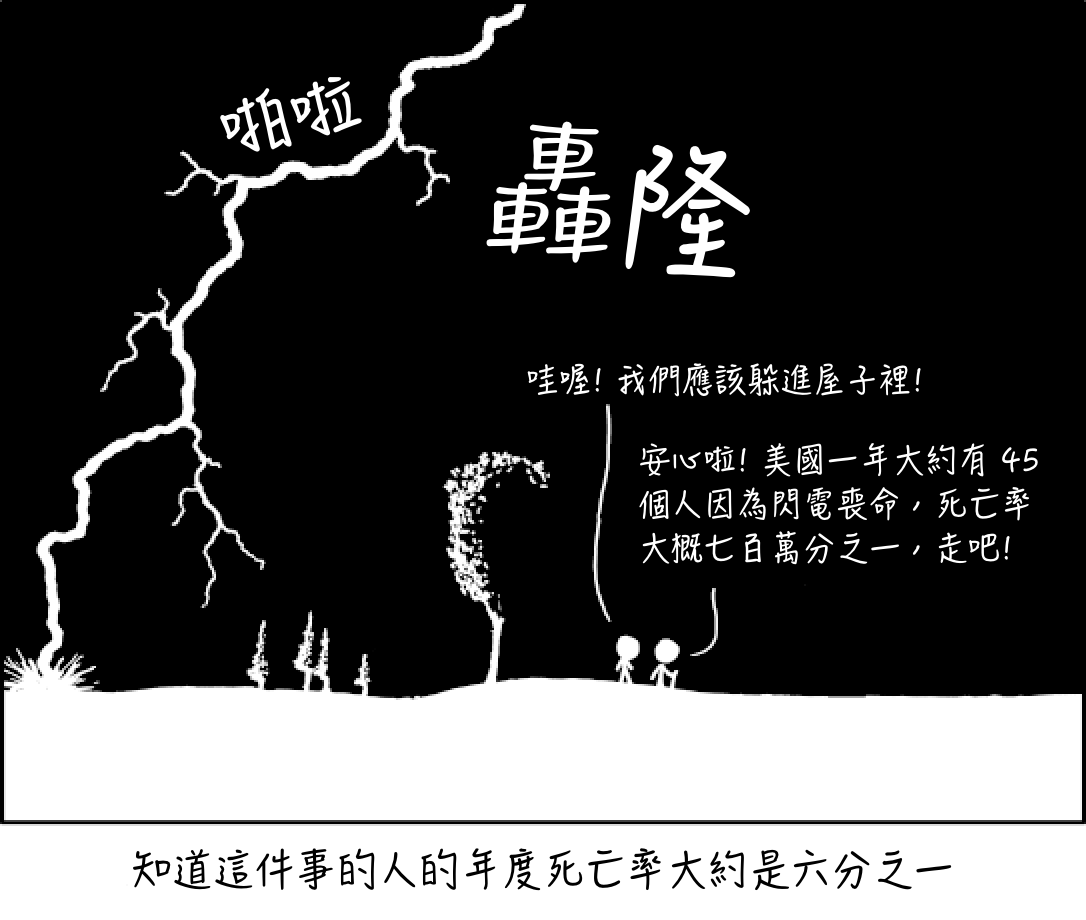 啪啦
轟隆
哇喔! 我們應該躲進屋子裡!
安心啦! 美國一年大約有 45
個人因為閃電喪命，死亡率
大概七百萬分之一，走吧!
知道這件事的人的年度死亡率大約是六分之一